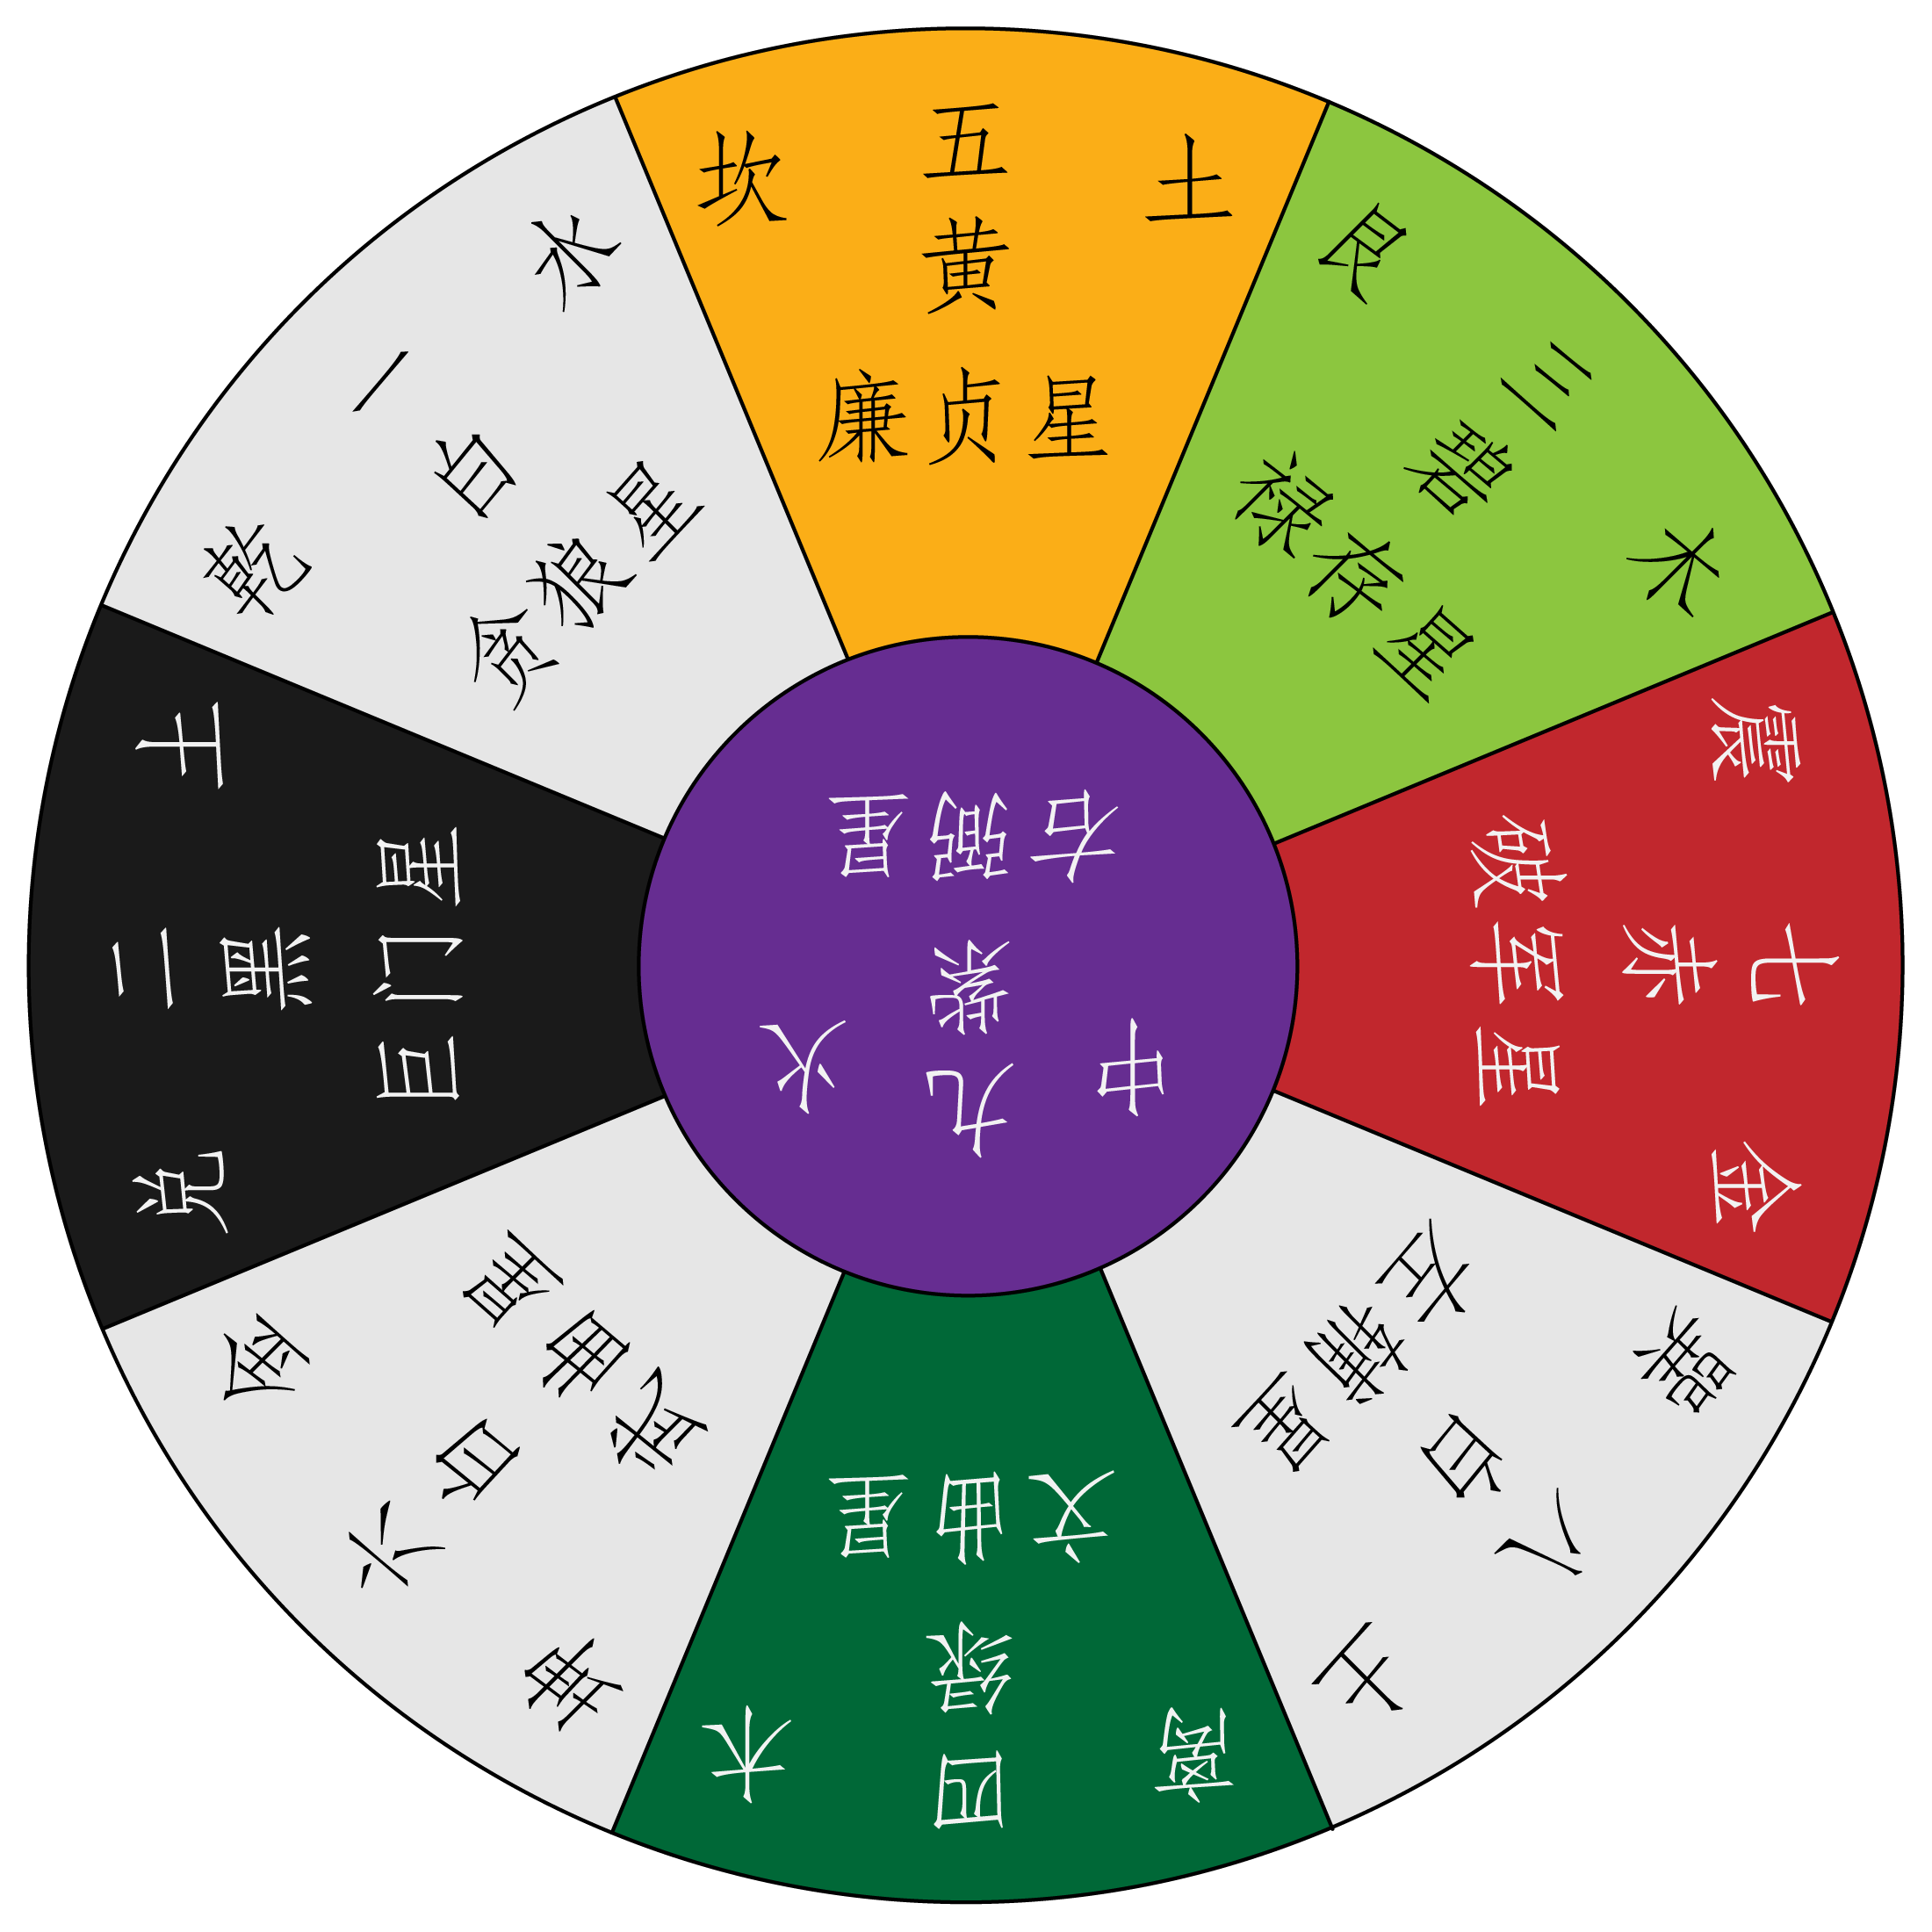 坎 五 土
黄
廉贞星
艮 三 木
碧
禄存星
震 七 金
赤
破军星
巽 八 土
白
左辅星
离 四 木
绿
文曲星
坤 六 金
白
武曲星
兑 二 土
黑
巨门星
乾 一 水
白
贪狼星
中 九 火
紫
右弼星